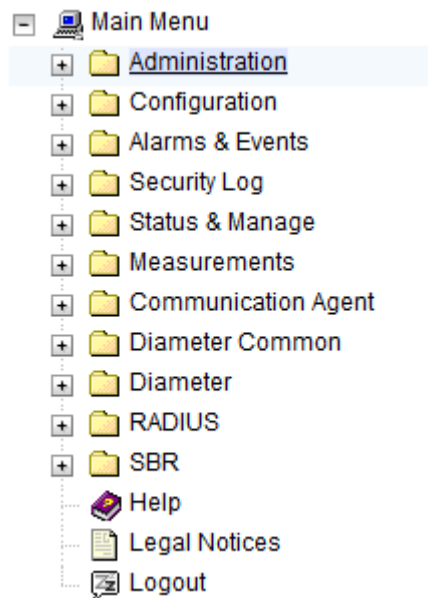 Main Menu
Administration
Configuration
Alarms & Events
Security Log
Status & Manage
Measurements
Communication Agent
Diameter Common
Diameter
RADIUS
SBR
Help
Legal Notices
Logout